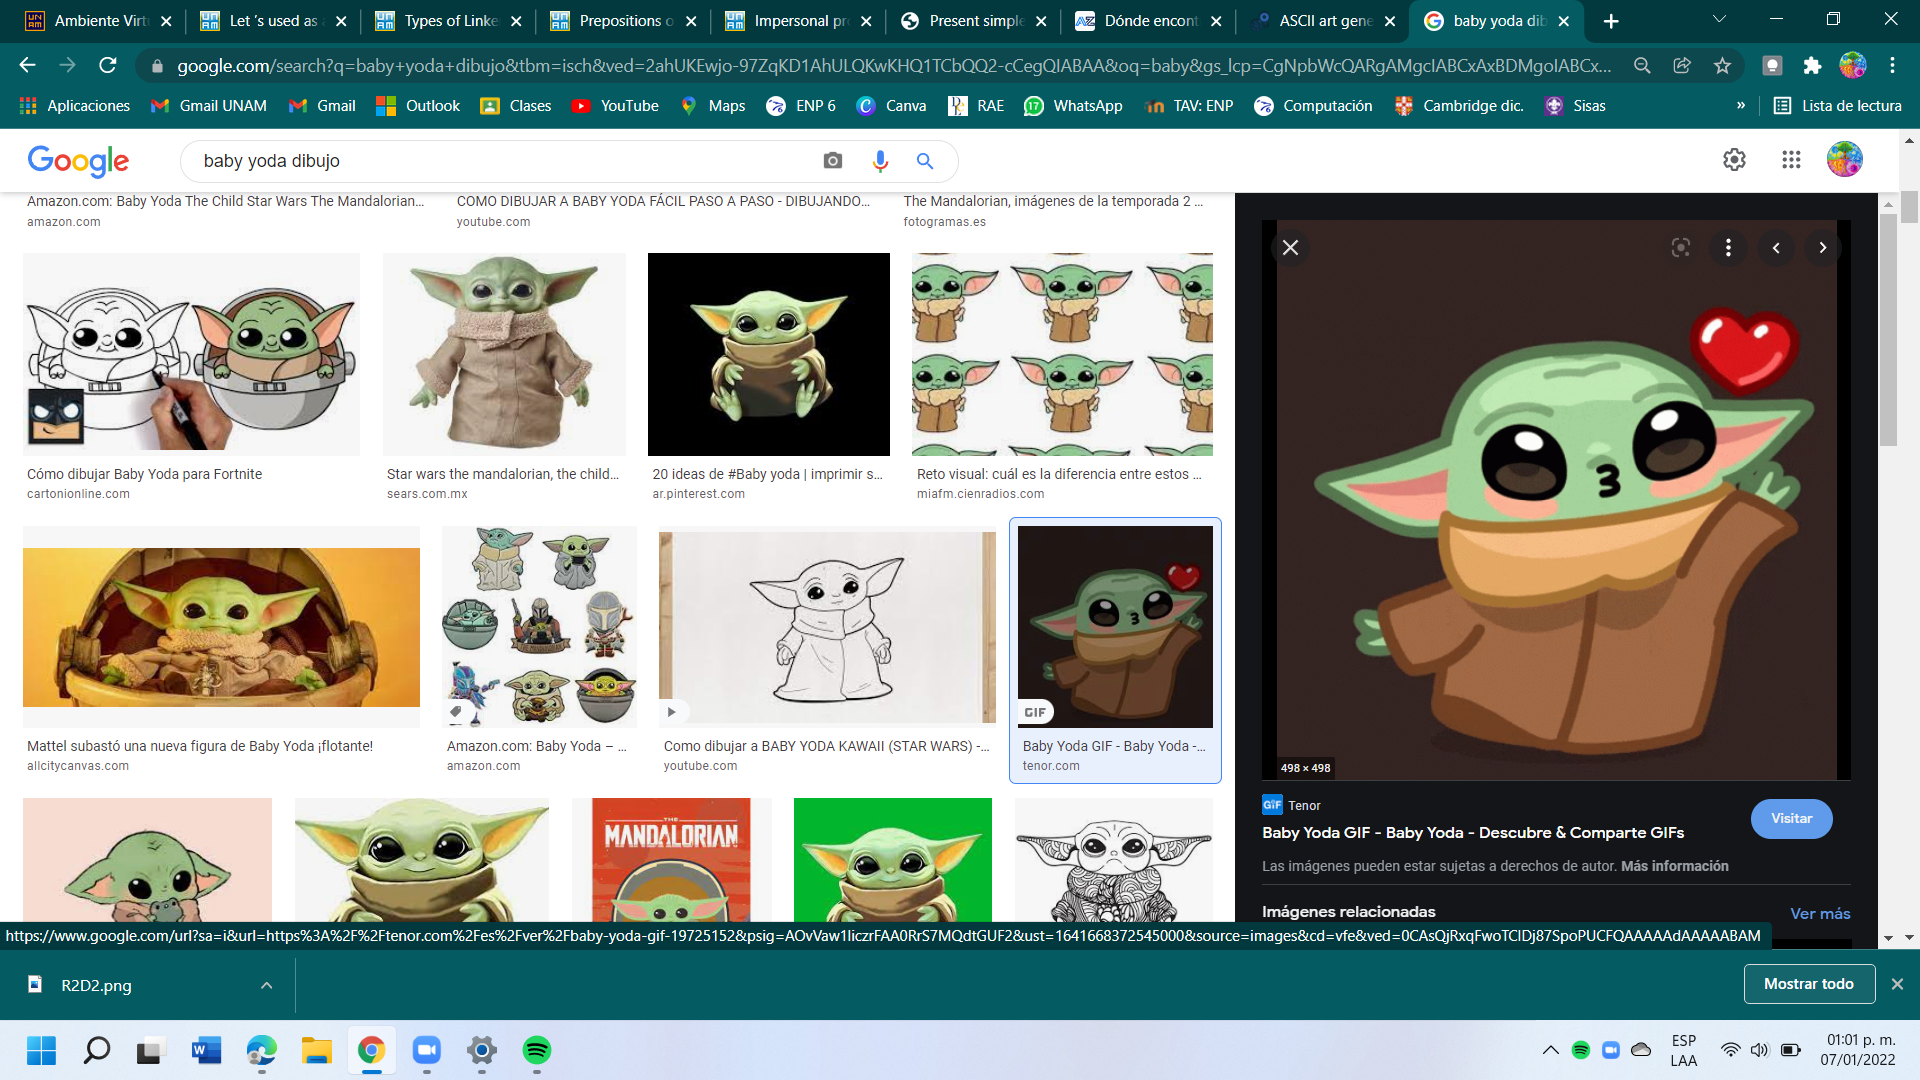 Ambiente Virt
Let 's used as
Types of Linke
Prepositions o
Impersonal pr
Present simple
Dónde encont
ASCII art gene
baby yoda dib
google.com/search?q=baby+yoda+dibujo&tbm=isch&ved=2ahUKEwjo-97ZqKD1AhULQKwKHQ1TCbQQ2-cCegQIABAA&oq=baby&gs_lcp=CgNpbWcQARgAMgcIABCxAxBDMgoIABCx...
Aplicaciones
Gmail UNAM
Gmail
Outlook
Clases
YouTube
Maps
ENP 6
Canva
RAE
WhatsApp
TAV: ENP
Computación
Cambridge dic.
Sisas
»
Lista de lectura
Google
baby yoda dibujo
Amazon.com: Baby Yoda The Child Star Wars The Mandalorian...
amazon.com
COMO DIBUJAR A BABY YODA FÁCIL PASO A PASO - DIBUJANDO...
youtube.com
The Mandalorian, imágenes de la temporada 2 ...
fotogramas.es
Cómo dibujar Baby Yoda para Fortnite
cartonionline.com
Star wars the mandalorian, the child...
sears.com.mx
20 ideas de #Baby yoda | imprimir s...
ar.pinterest.com
Reto visual: cuál es la diferencia entre estos ...
miafm.cienradios.com
Mattel subastó una nueva figura de Baby Yoda ¡flotante!
allcitycanvas.com
Amazon.com: Baby Yoda – ...
amazon.com
Como dibujar a BABY YODA KAWAII (STAR WARS) -...
youtube.com
GIF
Baby Yoda GIF - Baby Yoda -...
tenor.com
THE
MANDALORIAN
498 × 498
GIF Tenor
Baby Yoda GIF - Baby Yoda - Descubre & Comparte GIFs
Visitar
Las imágenes pueden estar sujetas a derechos de autor. Más información
Imágenes relacionadas
Ver más
https://www.google.com/url?sa=i&url=https%3A%2F%2Ftenor.com%2Fes%2Fver%2Fbaby-yoda-gif-19725152&psig=AOvVaw1liczrFAA0RrS7MQdtGUF2&ust=1641668372545000&source=images&cd=vfe&ved=0CAsQjRxqFwoTCIDj87SpoPUCFQAAAAAdAAAAABAM
R2D2.png
Mostrar todo
ESP
LAA
01:01 p. m.
07/01/2022